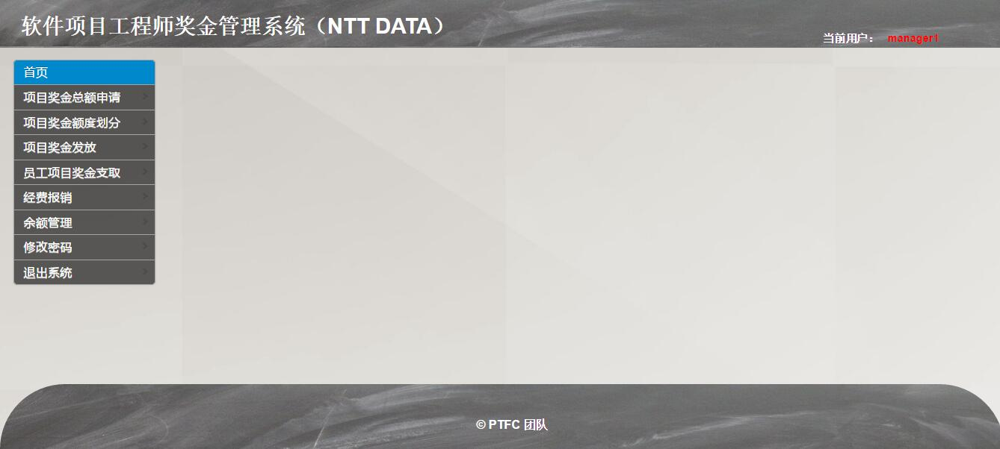 软件项目工程师奖金管理系统（NTT DATA）
当前用户： manager1
首页
项目奖金总额申请
项目奖金额度划分
项目奖金发放
员工项目奖金支取
经费报销
余额管理
修改密码
退出系统
© PTFC 团队